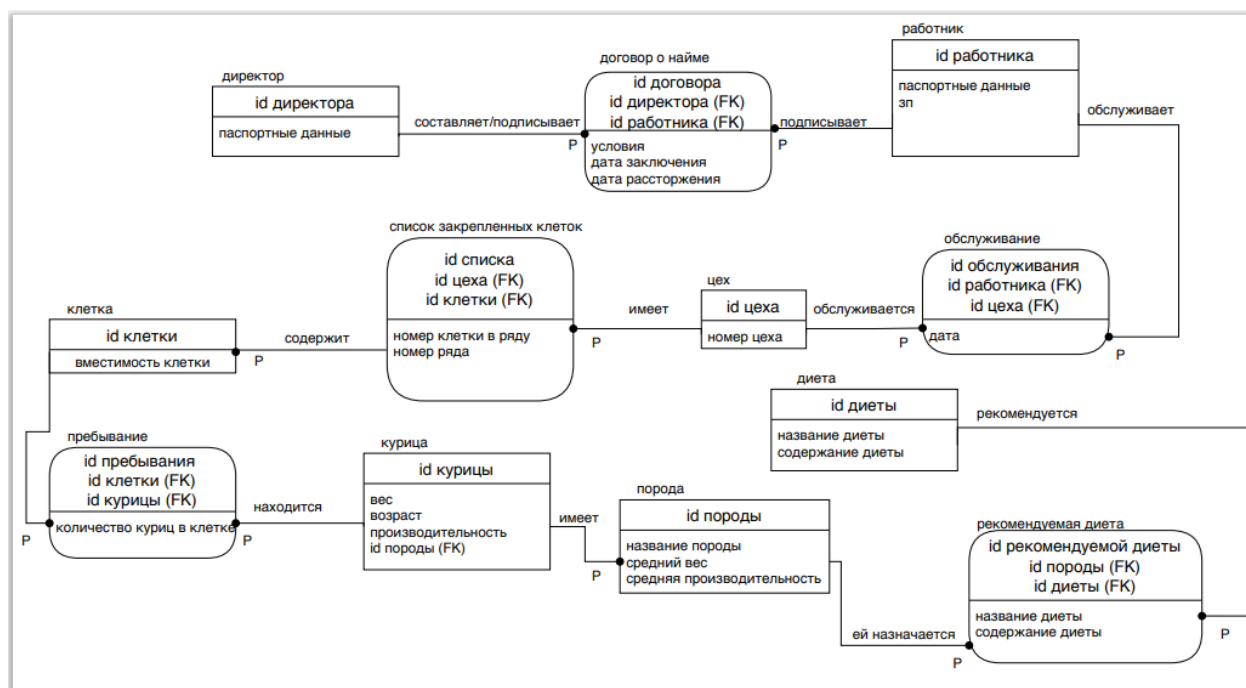 работник
id работника
паспортные данные
зп
обслуживает
договор о найме
id договора
id директора (FK)
id работника (FK)
условия
дата заключения
дата рассторжения
подписывает
P
директор
id директора
паспортные данные
составляет/подписывает
P
список закрепленных клеток
id списка
id цеха (FK)
id клетки (FK)
номер клетки в ряду
номер ряда
обслуживание
id обслуживания
id работника (FK)
id цеха (FK)
дата
P
P
цех
id цеха
номер цеха
обслуживается
имеет
P
клетка
id клетки
вместимость клетки
содержит
P
диета
id диеты
название диеты
содержание диеты
рекомендуется
пребывание
id пребывания
id клетки (FK)
id курицы (FK)
количество куриц в клетке
P
P
находится
курица
id курицы
вес
возраст
производительность
id породы (FK)
имеет
P
порода
id породы
название породы
средний вес
средняя производительность
рекомендуемая диета
id рекомендуемой диеты
id породы (FK)
id диеты (FK)
название диеты
содержание диеты
ей назначается
P
P